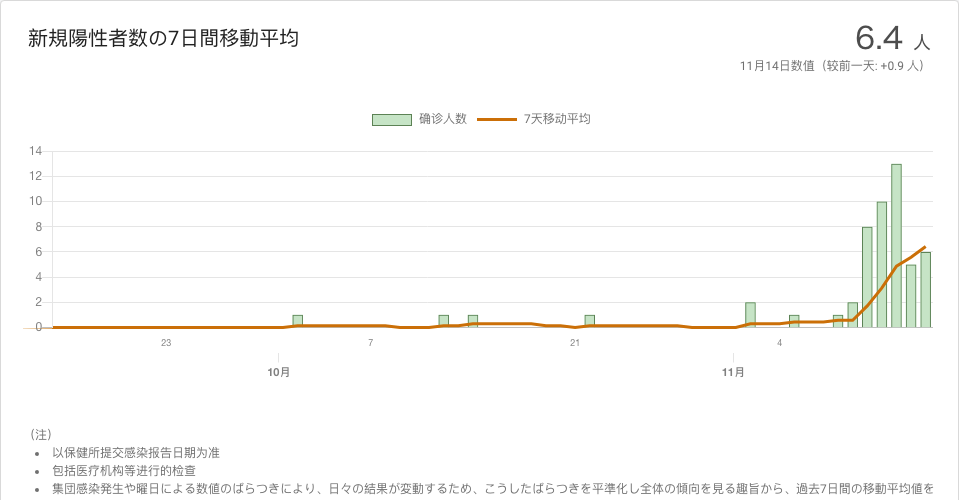 新規陽性者数の7日間移動平均
6.4 人
11月14日数值（较前一天: +0.9 人）
确诊人数 7天移动平均
14
12
10
8
6
4
2
0
23 7 21 4
10月 11月
（注）
• 以保健所提交感染报告日期为准
• 包括医疗机构等进行的检查
• 集団感染発生や曜日による数値のばらつきにより、日々の結果が変動するため、こうしたばらつきを平準化し全体の傾向を見る趣旨から、過去7日間の移動平均値を